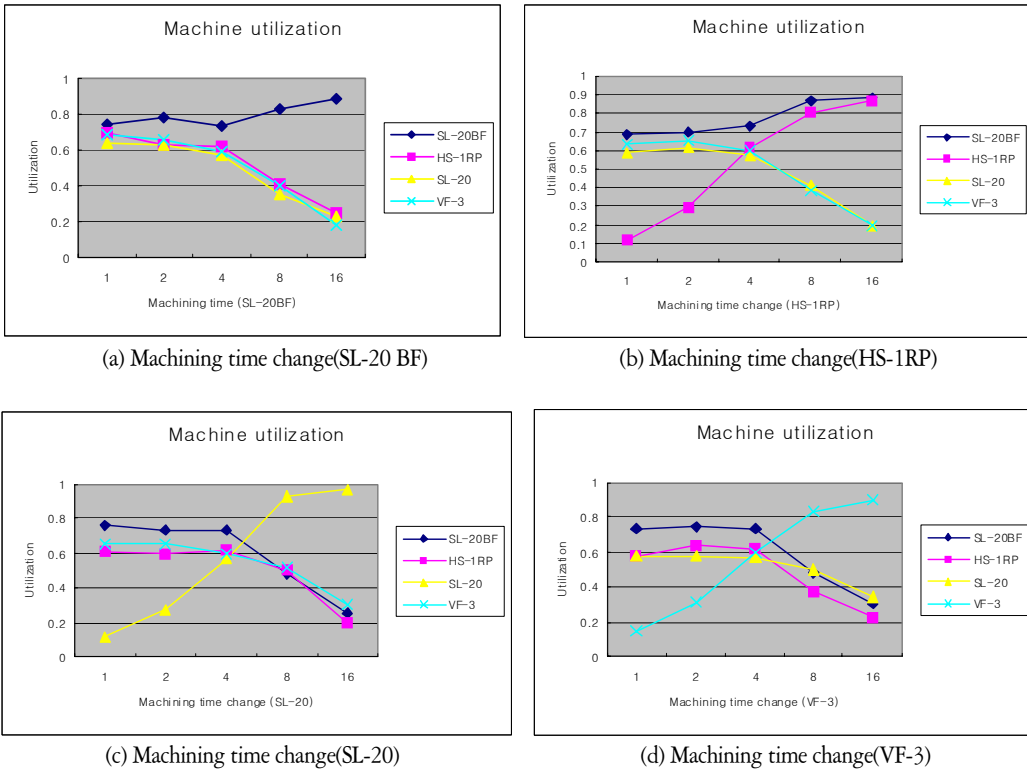 Machine utilization
Utilization
1
0.8
0.6
0.4
0.2
0
1 2 4 8 16
Machining time (SL-20BF)
SL-20BF
HS-1RP
SL-20
VF-3
(a) Machining time change(SL-20 BF)
Machine utilization
Utilization
1
0.9
0.8
0.7
0.6
0.5
0.4
0.3
0.2
0.1
0
1 2 4 8 16
Machining time change (HS-1RP)
SL-20BF
HS-1RP
SL-20
VF-3
(b) Machining time change(HS-1RP)
Machine utilization
Utilization
1
0.8
0.6
0.4
0.2
0
1 2 4 8 16
Machining time change (SL-20)
SL-20BF
HS-1RP
SL-20
VF-3
(c) Machining time change(SL-20)
Machine utilization
Utilization
1
0.8
0.6
0.4
0.2
0
1 2 4 8 16
Machining time change (VF-3)
SL-20BF
HS-1RP
SL-20
VF-3
(d) Machining time change(VF-3)